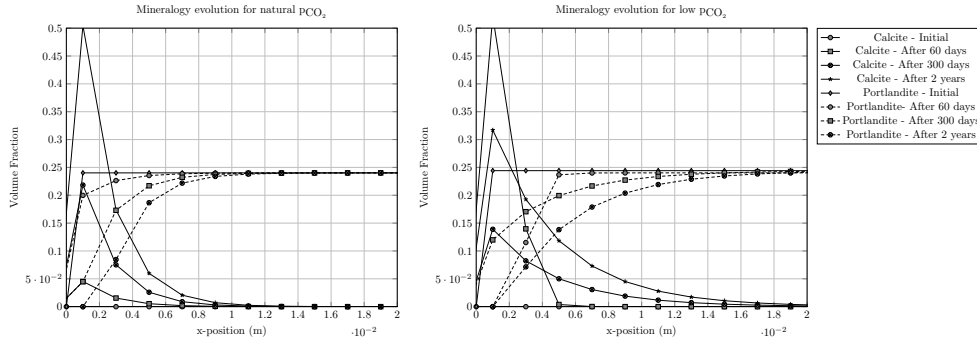 Mineralogy evolution for natural pCO₂
0.5
0.45
0.4
0.35
0.3
0.25
0.2
0.15
0.1
5 · 10⁻²
0
Volume Fraction
0 0.2 0.4 0.6 0.8 1 1.2 1.4 1.6 1.8 2
·10⁻²
x-position (m)
Mineralogy evolution for low pCO₂
0.5
0.45
0.4
0.35
0.3
0.25
0.2
0.15
0.1
5 · 10⁻²
0
Volume Fraction
0 0.2 0.4 0.6 0.8 1 1.2 1.4 1.6 1.8 2
·10⁻²
x-position (m)
Calcite - Initial
Calcite - After 60 days
Calcite - After 300 days
Calcite - After 2 years
Portlandite - Initial
Portlandite- After 60 days
Portlandite - After 300 days
Portlandite - After 2 years